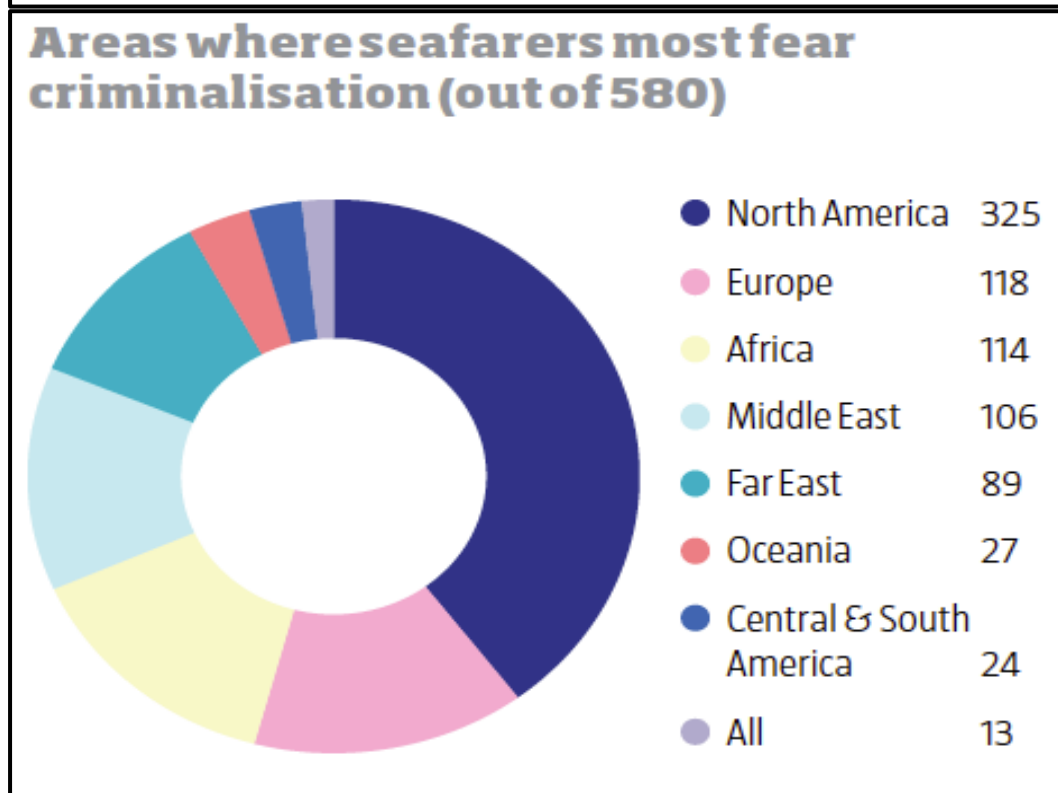 Areas where seafarers most fear
criminalisation (out of 580)
North America 325
Europe 118
Africa 114
Middle East 106
Far East 89
Oceania 27
Central & South
America 24
All 13